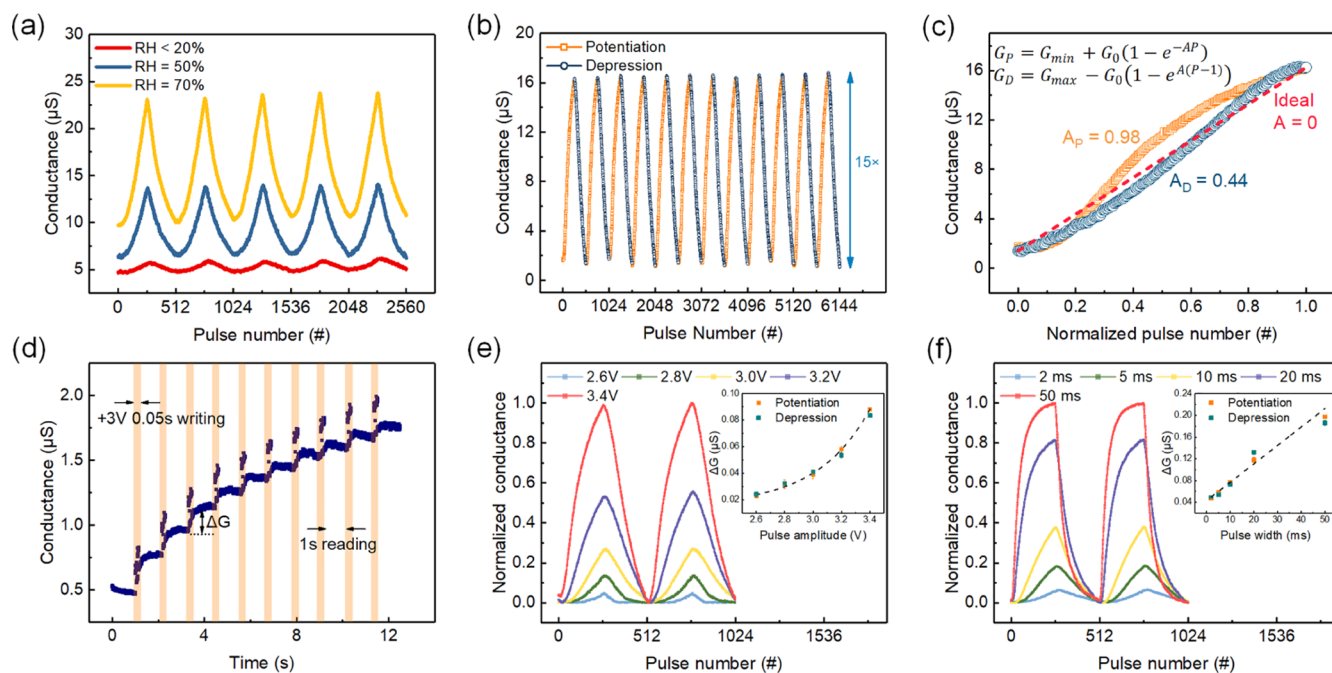 (a)
RH < 20%
RH = 50%
RH = 70%
30
25
20
15
10
5
Conductance (µS)
0 512 1024 1536 2048 2560
Pulse number (#)
(b)
Potentiation
Depression
15×
20
16
12
8
4
0
Conductance (µS)
0 1024 2048 3072 4096 5120 6144
Pulse Number (#)
(c)
G_P = G_min + G_0(1 − e^−AP)
G_D = G_max − G_0(1 − e^A(P−1))
Ideal
A = 0
A_P = 0.98
A_D = 0.44
16
12
8
4
0
Conductance (µS)
0.0 0.2 0.4 0.6 0.8 1.0
Normalized pulse number (#)
(d)
+3V 0.05s writing
ΔG
1s reading
2.0
1.5
1.0
0.5
Conductance (µS)
0 4 8 12
Time (s)
(e)
2.6V 2.8V 3.0V 3.2V
3.4V
1.0
0.8
0.6
0.4
0.2
0.0
Normalized conductance
0 512 1024 1536
Pulse number (#)
Potentiation
Depression
0.10
0.08
0.06
0.04
0.02
ΔG (µS)
2.6 2.8 3.0 3.2 3.4
Pulse amplitude (V)
(f)
2 ms 5 ms 10 ms 20 ms
50 ms
1.0
0.8
0.6
0.4
0.2
0.0
Normalized conductance
0 512 1024 1536
Pulse number (#)
Potentiation
Depression
0.24
0.20
0.16
0.12
0.08
0.04
ΔG (µS)
0 10 20 30 40 50
Pulse width (ms)